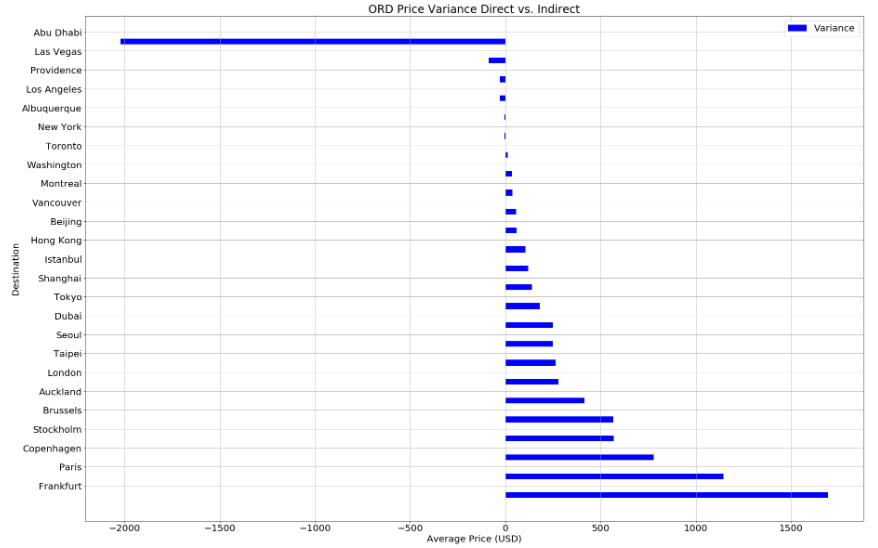 ORD Price Variance Direct vs. Indirect
Variance
Destination
Abu Dhabi
Las Vegas
Providence
Los Angeles
Albuquerque
New York
Toronto
Washington
Montreal
Vancouver
Beijing
Hong Kong
Istanbul
Shanghai
Tokyo
Dubai
Seoul
Taipei
London
Auckland
Brussels
Stockholm
Copenhagen
Paris
Frankfurt
−2000 −1500 −1000 −500 0 500 1000 1500
Average Price (USD)